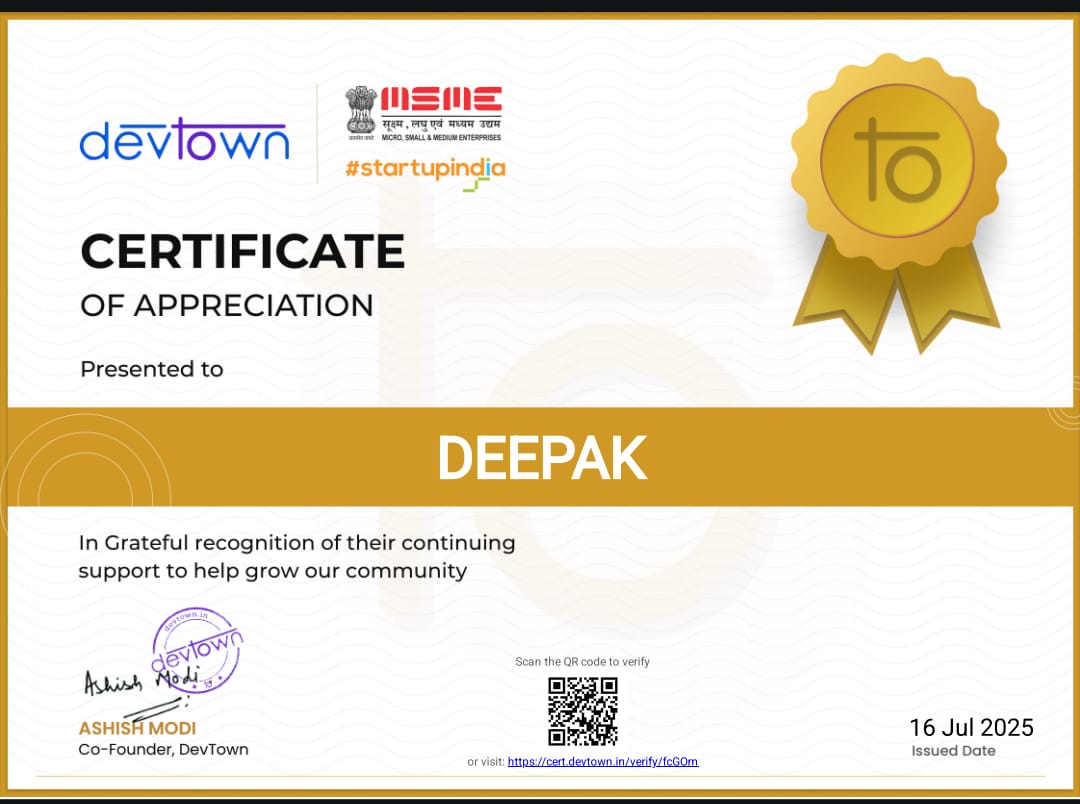 devtown
MSME
सूक्ष्म, लघु एवं मध्यम उद्यम
MICRO, SMALL & MEDIUM ENTERPRISES
#startupindia
to
CERTIFICATE
OF APPRECIATION
Presented to
DEEPAK
In Grateful recognition of their continuing
support to help grow our community
devtown.in
devtown
Ashish Modi
ASHISH MODI
Co-Founder, DevTown
Scan the QR code to verify
or visit: https://cert.devtown.in/verify/fcGOm
16 Jul 2025
Issued Date